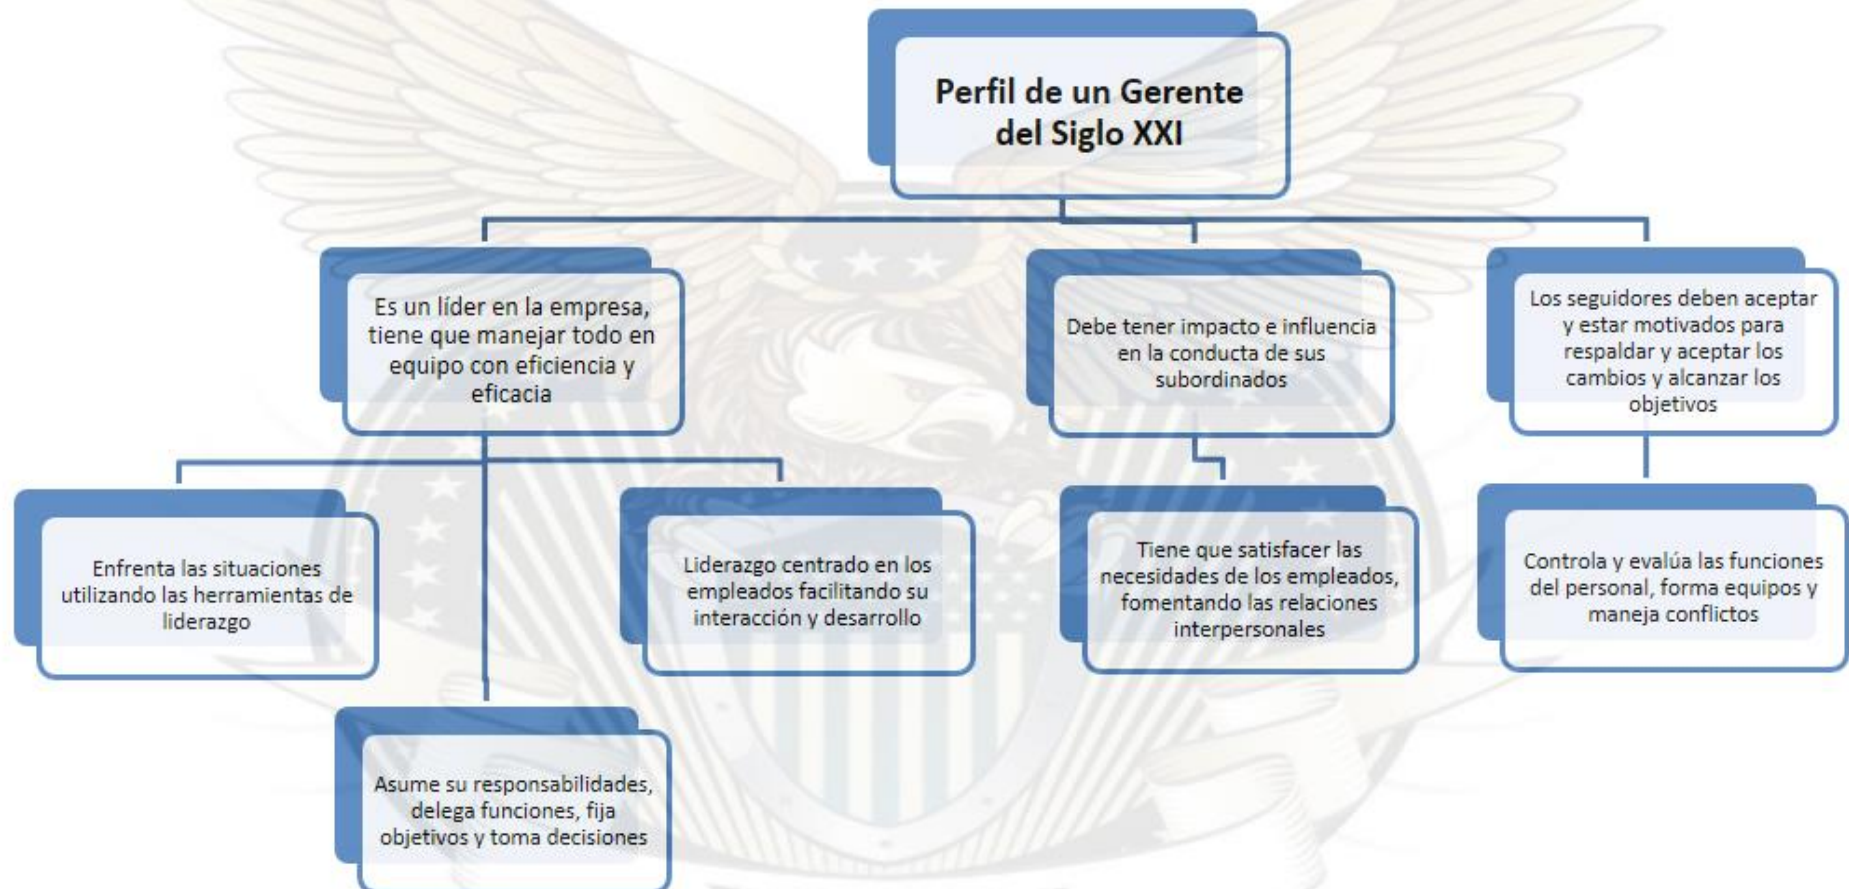 Perfil de un Gerente
del Siglo XXI
Es un líder en la empresa,
tiene que manejar todo en
equipo con eficiencia y
eficacia
Debe tener impacto e influencia
en la conducta de sus
subordinados
Los seguidores deben aceptar
y estar motivados para
respaldar y aceptar los
cambios y alcanzar los
objetivos
Enfrenta las situaciones
utilizando las herramientas de
liderazgo
Liderazgo centrado en los
empleados facilitando su
interacción y desarrollo
Tiene que satisfacer las
necesidades de los empleados,
fomentando las relaciones
interpersonales
Controla y evalúa las funciones
del personal, forma equipos y
maneja conflictos
Asume su responsabilidades,
delega funciones, fija
objetivos y toma decisiones